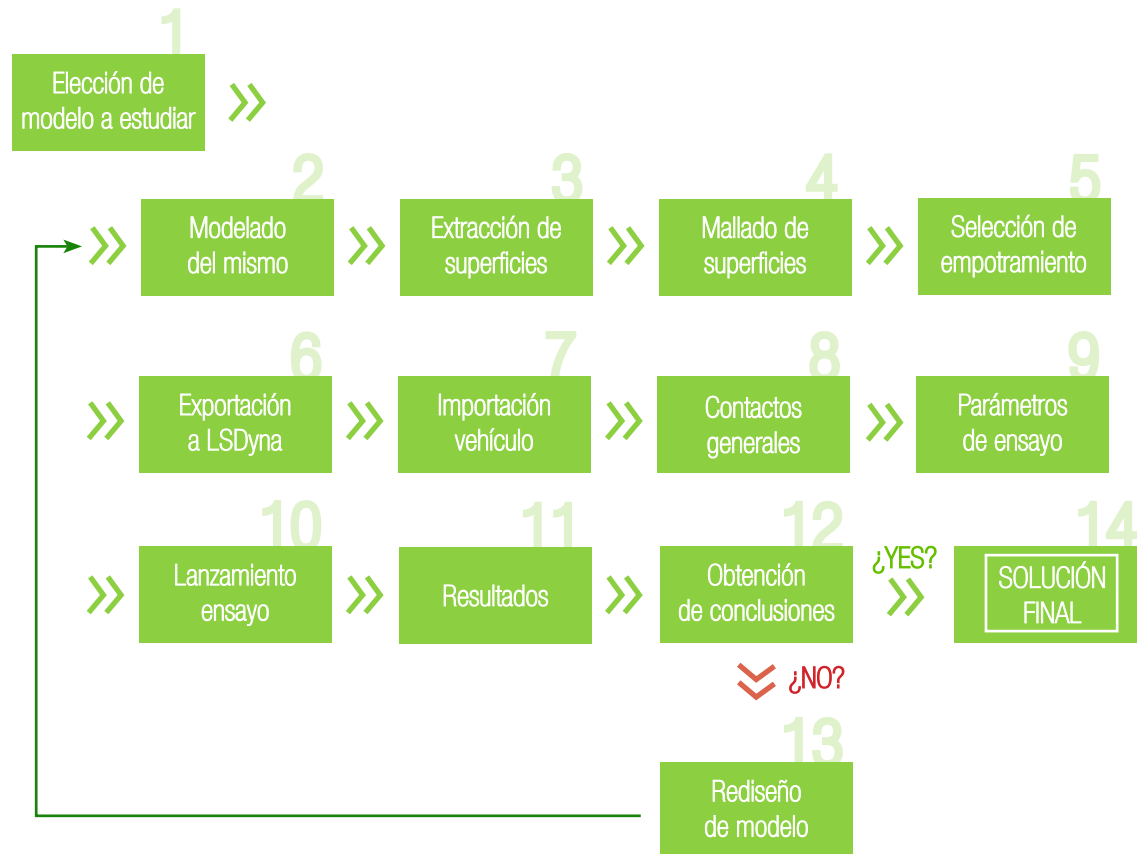 1
Elección de
modelo a estudiar
2
Modelado
del mismo
3
Extracción de
superficies
4
Mallado de
superficies
5
Selección de
empotramiento
6
Exportación
a LSDyna
7
Importación
vehículo
8
Contactos
generales
9
Parámetros
de ensayo
10
Lanzamiento
ensayo
11
Resultados
12
Obtención
de conclusiones
¿YES?
14
SOLUCIÓN
FINAL
¿NO?
13
Rediseño
de modelo